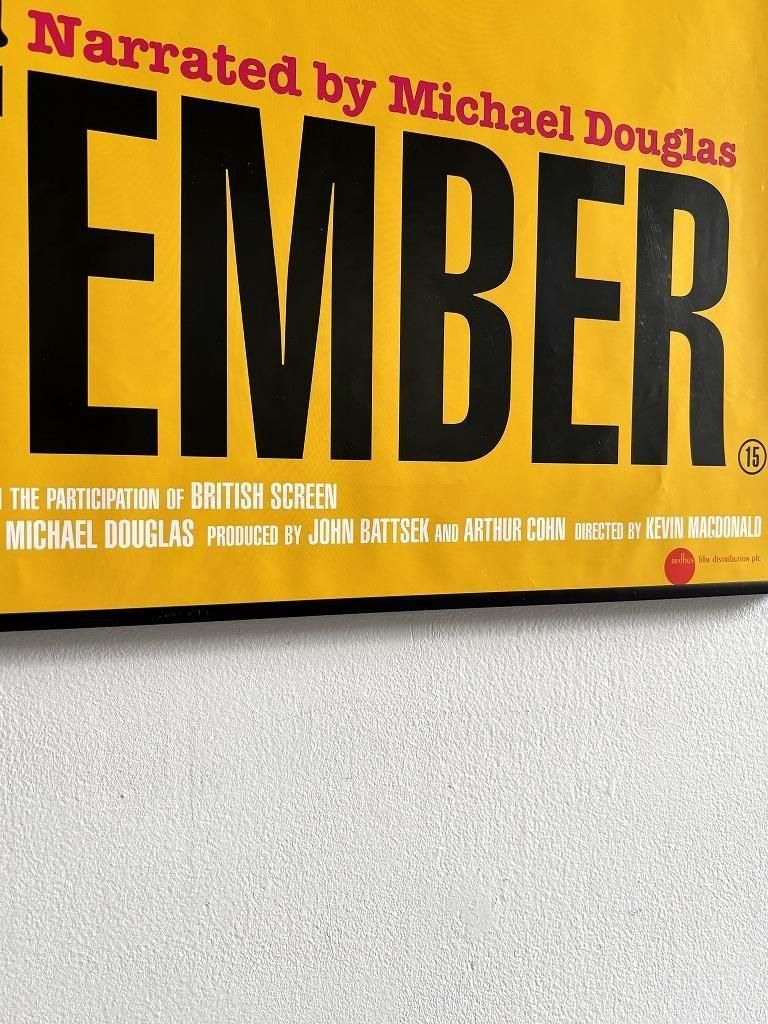 Narrated by Michael Douglas
EMBER
15
THE PARTICIPATION OF BRITISH SCREEN
MICHAEL DOUGLAS PRODUCED BY JOHN BATTSEK AND ARTHUR COHN DIRECTED BY KEVIN MACDONALD
redbus film distribution plc.